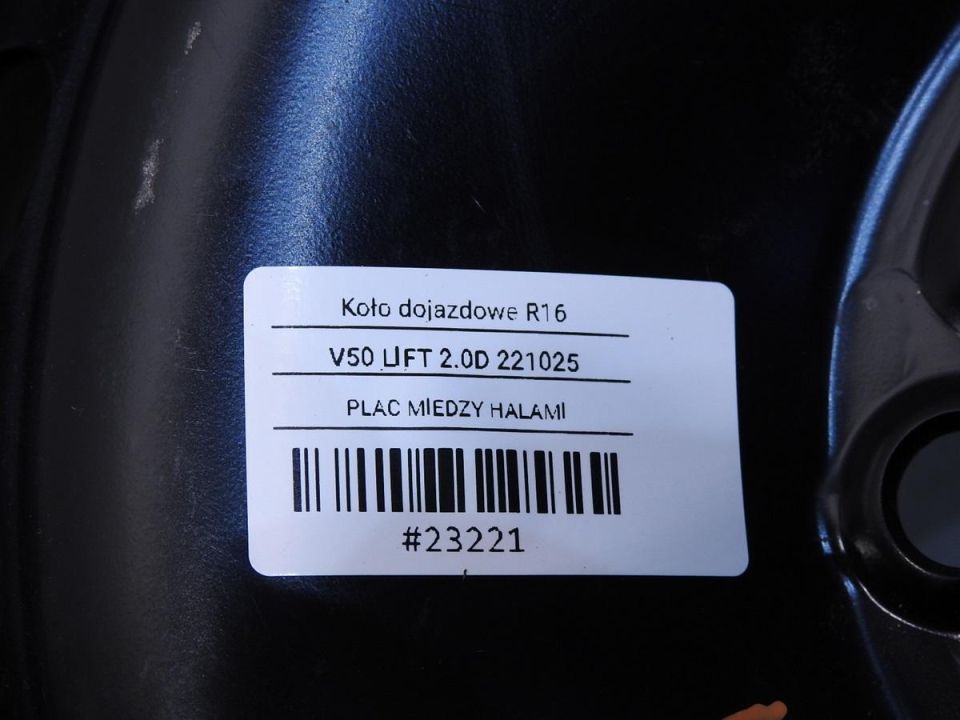 Koło dojazdowe R16
V50 LIFT 2.0D 221025
PLAC MIEDZY HALAMI
#23221